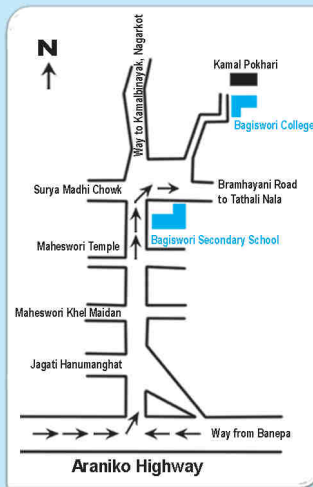 N
Way to Kamalbinayak, Nagarkot
Kamal Pokhari
Bagiswori College
Surya Madhi Chowk
Bramhayani Road
to Tathali Nala
Bagiswori Secondary School
Maheswori Temple
Maheswori Khel Maidan
Jagati Hanumanghat
Way from Banepa
Araniko Highway